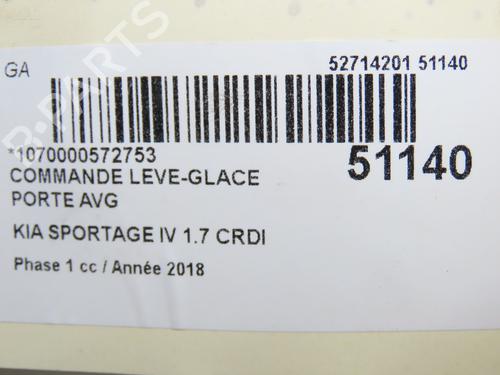 GA
52714201 51140
*1070000572753
51140
COMMANDE LEVE-GLACE
PORTE AVG
KIA SPORTAGE IV 1.7 CRDI
Phase 1 cc / Année 2018
B-PARTS